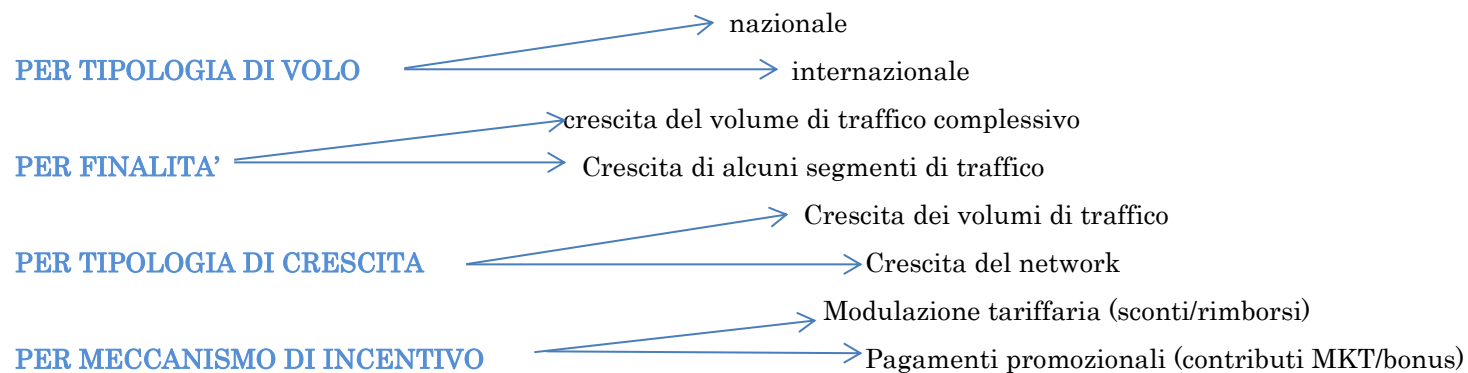 nazionale
PER TIPOLOGIA DI VOLO
internazionale
crescita del volume di traffico complessivo
PER FINALITA’
Crescita di alcuni segmenti di traffico
Crescita dei volumi di traffico
PER TIPOLOGIA DI CRESCITA
Crescita del network
Modulazione tariffaria (sconti/rimborsi)
PER MECCANISMO DI INCENTIVO
Pagamenti promozionali (contributi MKT/bonus)